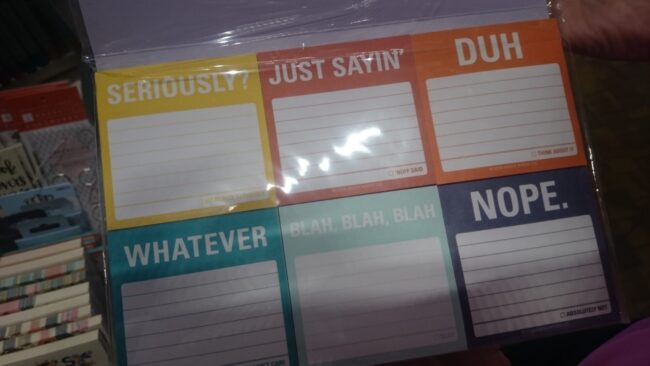 SERIOUSLY?
JUST SAYIN'
☐ NUFF SAID
DUH
☐ THINK ABOUT IT
WHATEVER
BLAH, BLAH, BLAH
NOPE.
☐ ABSOLUTELY NOT